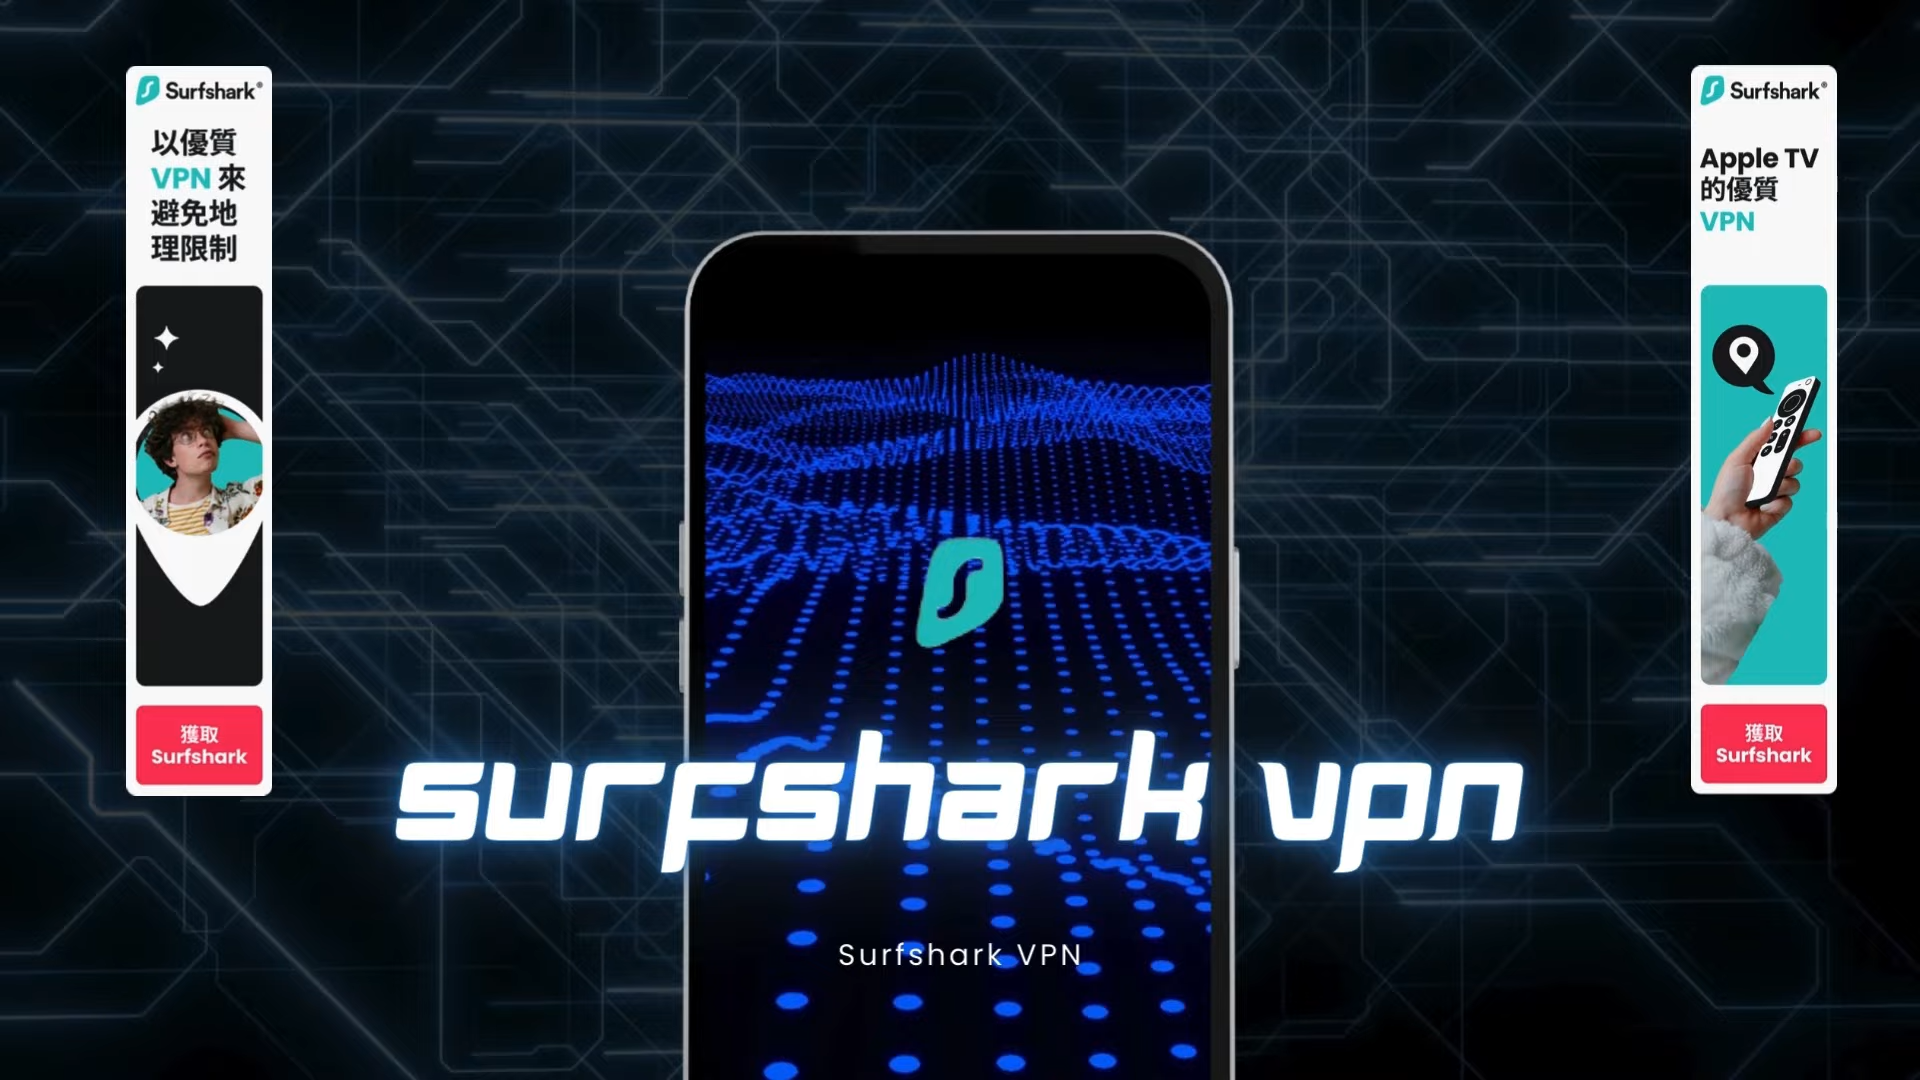 Surfshark®
以優質
VPN 來
避免地
理限制
獲取
Surfshark
Surfshark®
Apple TV
的優質
VPN
獲取
Surfshark
surfshark vpn
Surfshark VPN